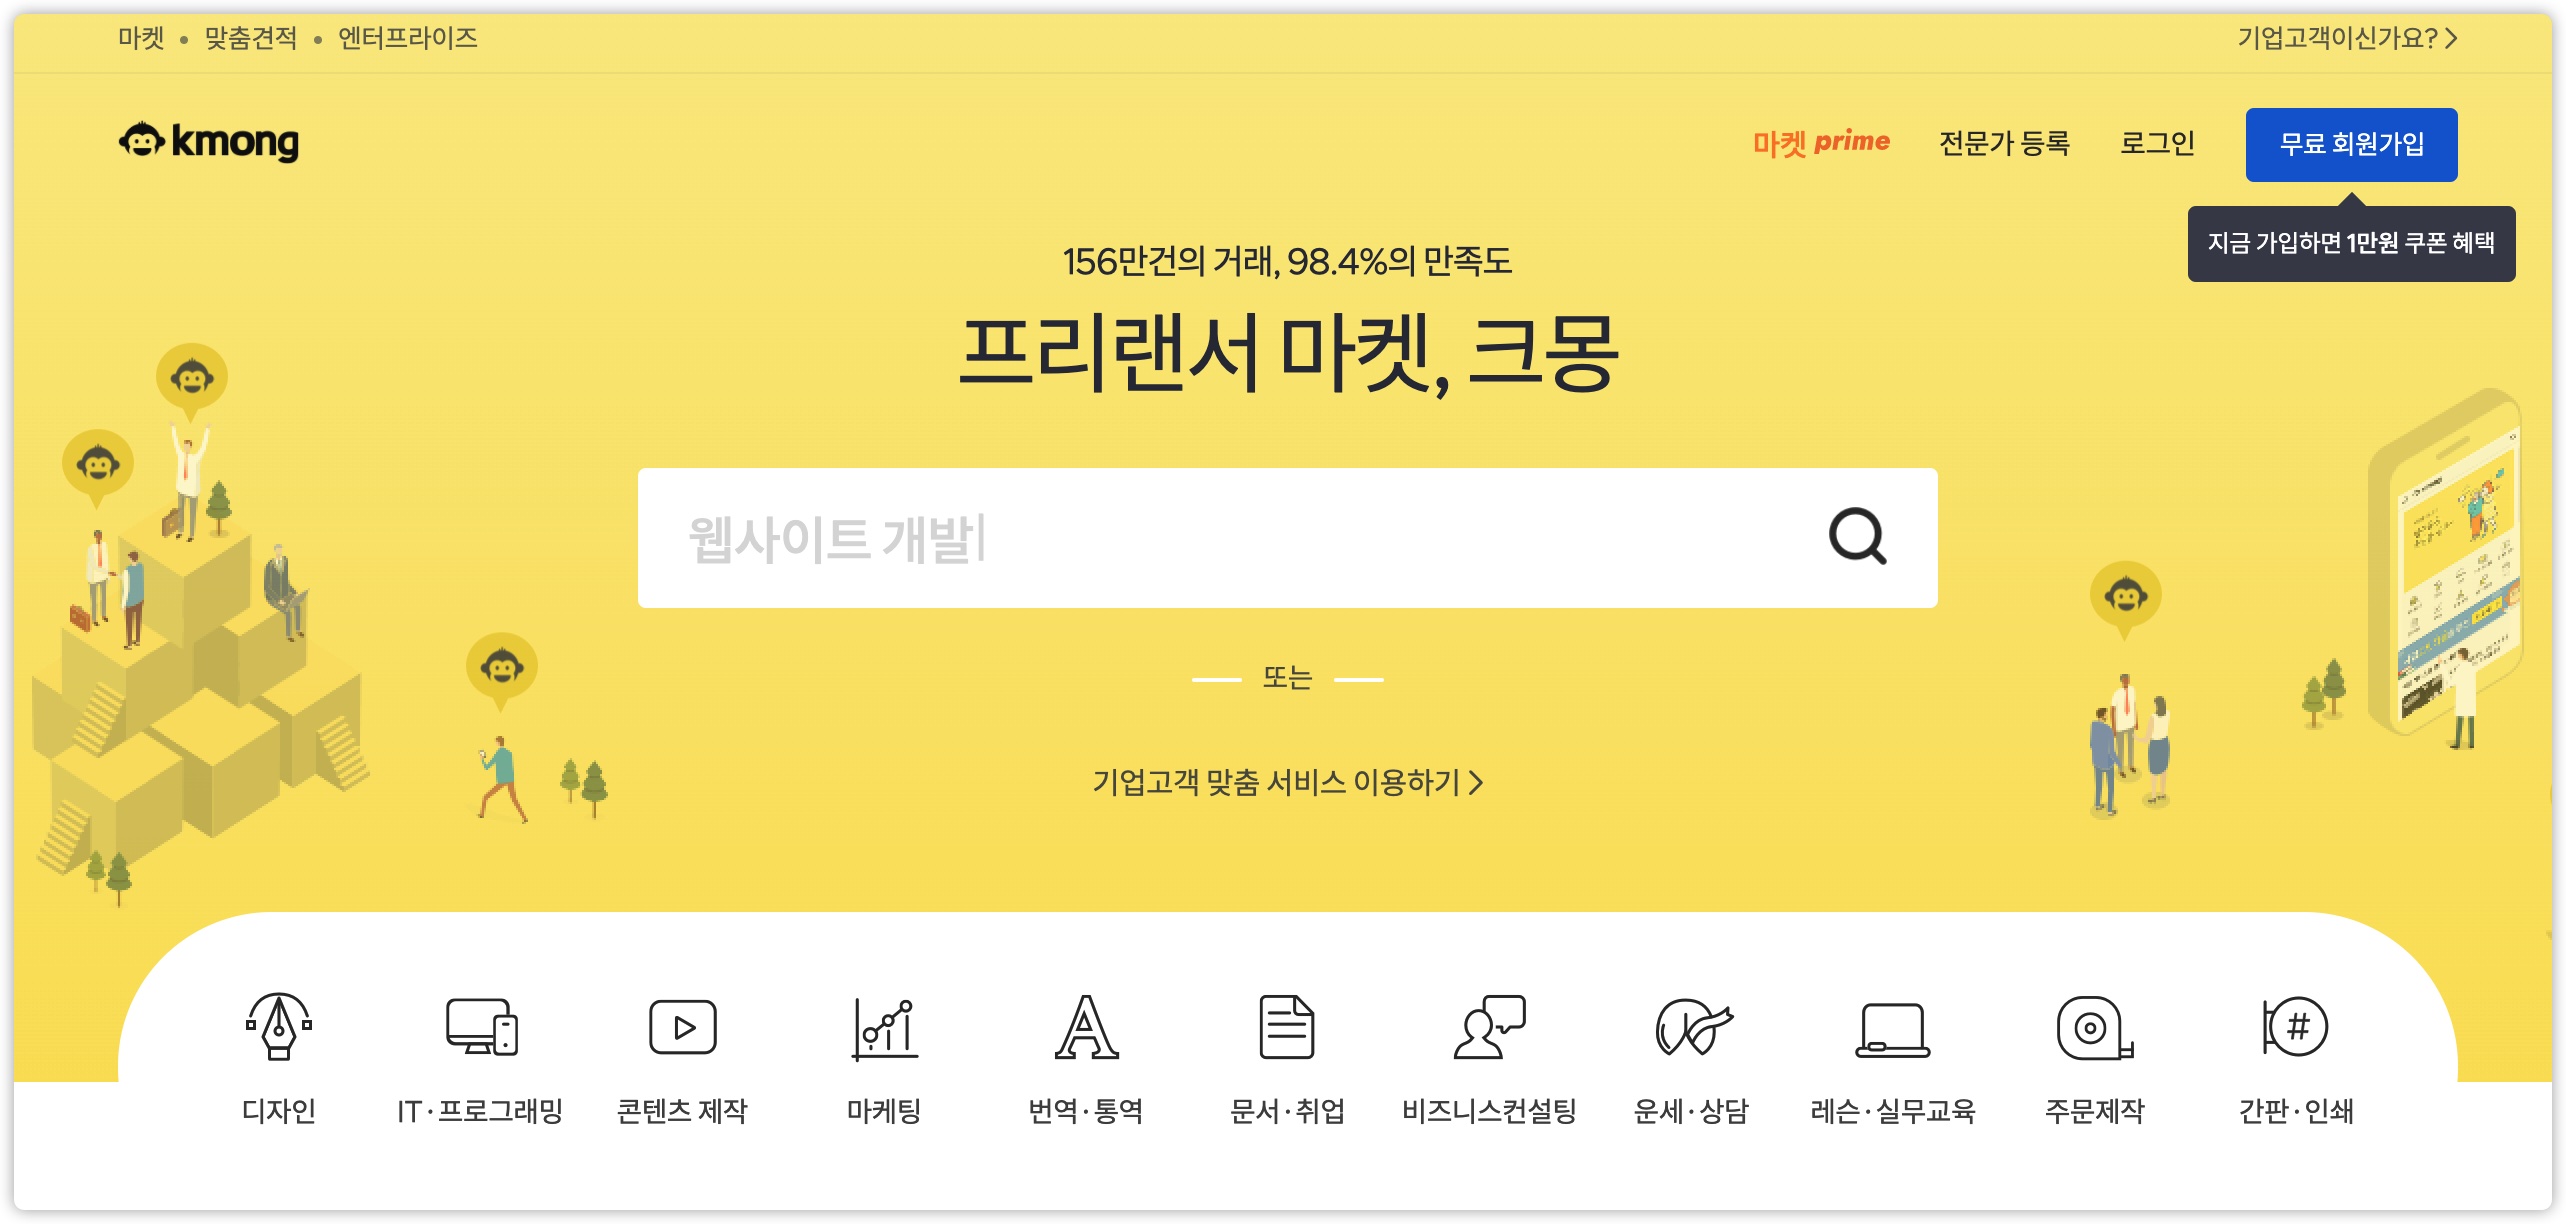 마켓 • 맞춤견적 • 엔터프라이즈
기업고객이신가요? >
kmong
마켓 prime
전문가 등록
로그인
무료 회원가입
지금 가입하면 1만원 쿠폰 혜택
156만건의 거래, 98.4%의 만족도
프리랜서 마켓, 크몽
웹사이트 개발
또는
기업고객 맞춤 서비스 이용하기 >
디자인
IT·프로그래밍
콘텐츠 제작
마케팅
번역·통역
문서·취업
비즈니스컨설팅
운세·상담
레슨·실무교육
주문제작
간판·인쇄